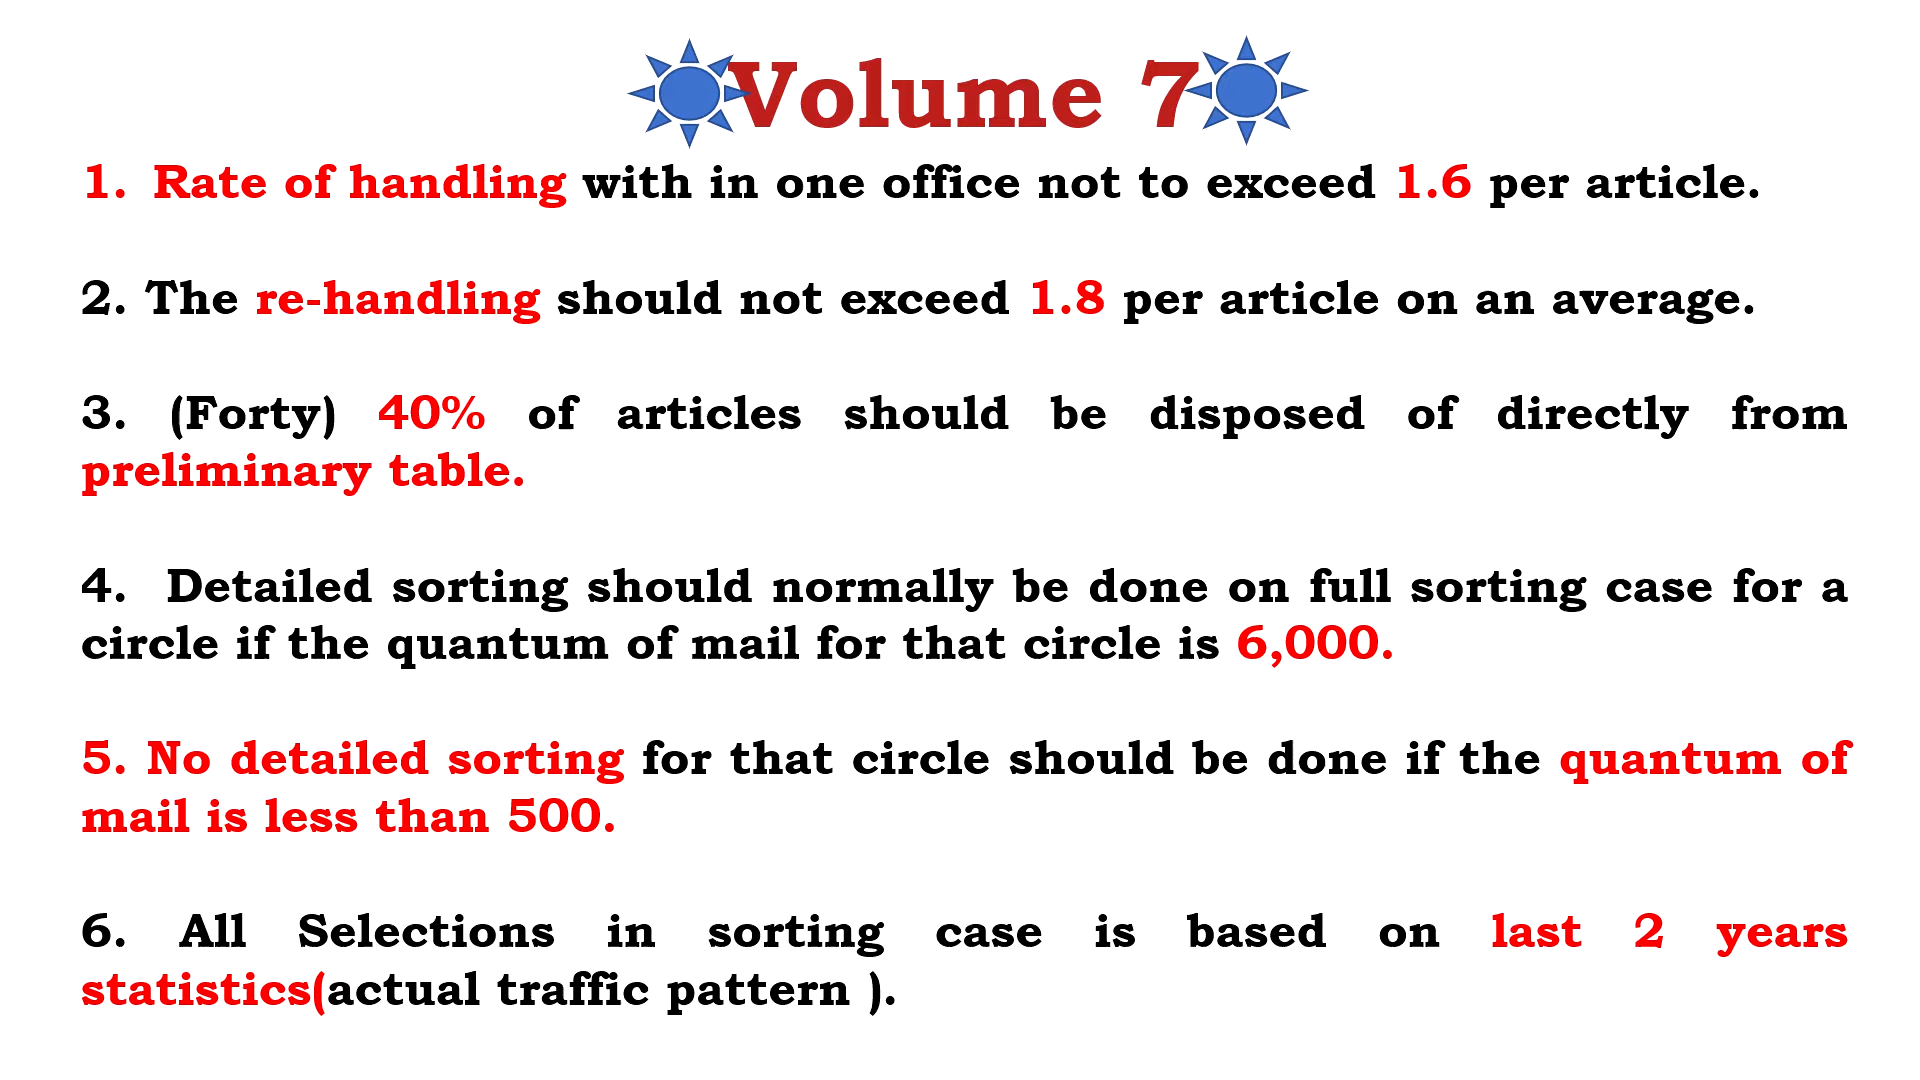 Volume 7
1. Rate of handling with in one office not to exceed 1.6 per article.
2. The re-handling should not exceed 1.8 per article on an average.
3. (Forty) 40% of articles should be disposed of directly from
preliminary table.
4. Detailed sorting should normally be done on full sorting case for a
circle if the quantum of mail for that circle is 6,000.
5. No detailed sorting for that circle should be done if the quantum of
mail is less than 500.
6. All Selections in sorting case is based on last 2 years
statistics(actual traffic pattern ).